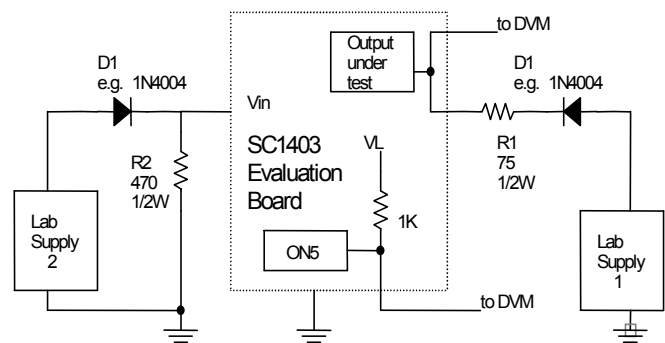 to DVM
Output
under
test
D1
e.g. 1N4004
D1
e.g. 1N4004
Vin
SC1403
Evaluation
Board
VL
R2
470
1/2W
R1
75
1/2W
1K
Lab
Supply
2
ON5
Lab
Supply
1
to DVM